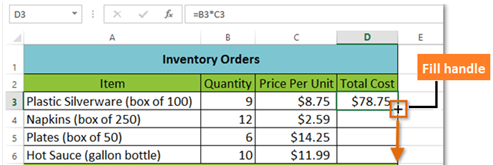 D3 fx =B3*C3
A B C D E
1 Inventory Orders
2 Item Quantity Price Per Unit Total Cost
3 Plastic Silverware (box of 100) 9 $8.75 $78.75
4 Napkins (box of 250) 12 $2.59
5 Plates (box of 50) 6 $14.25
6 Hot Sauce (gallon bottle) 10 $11.99
Fill handle